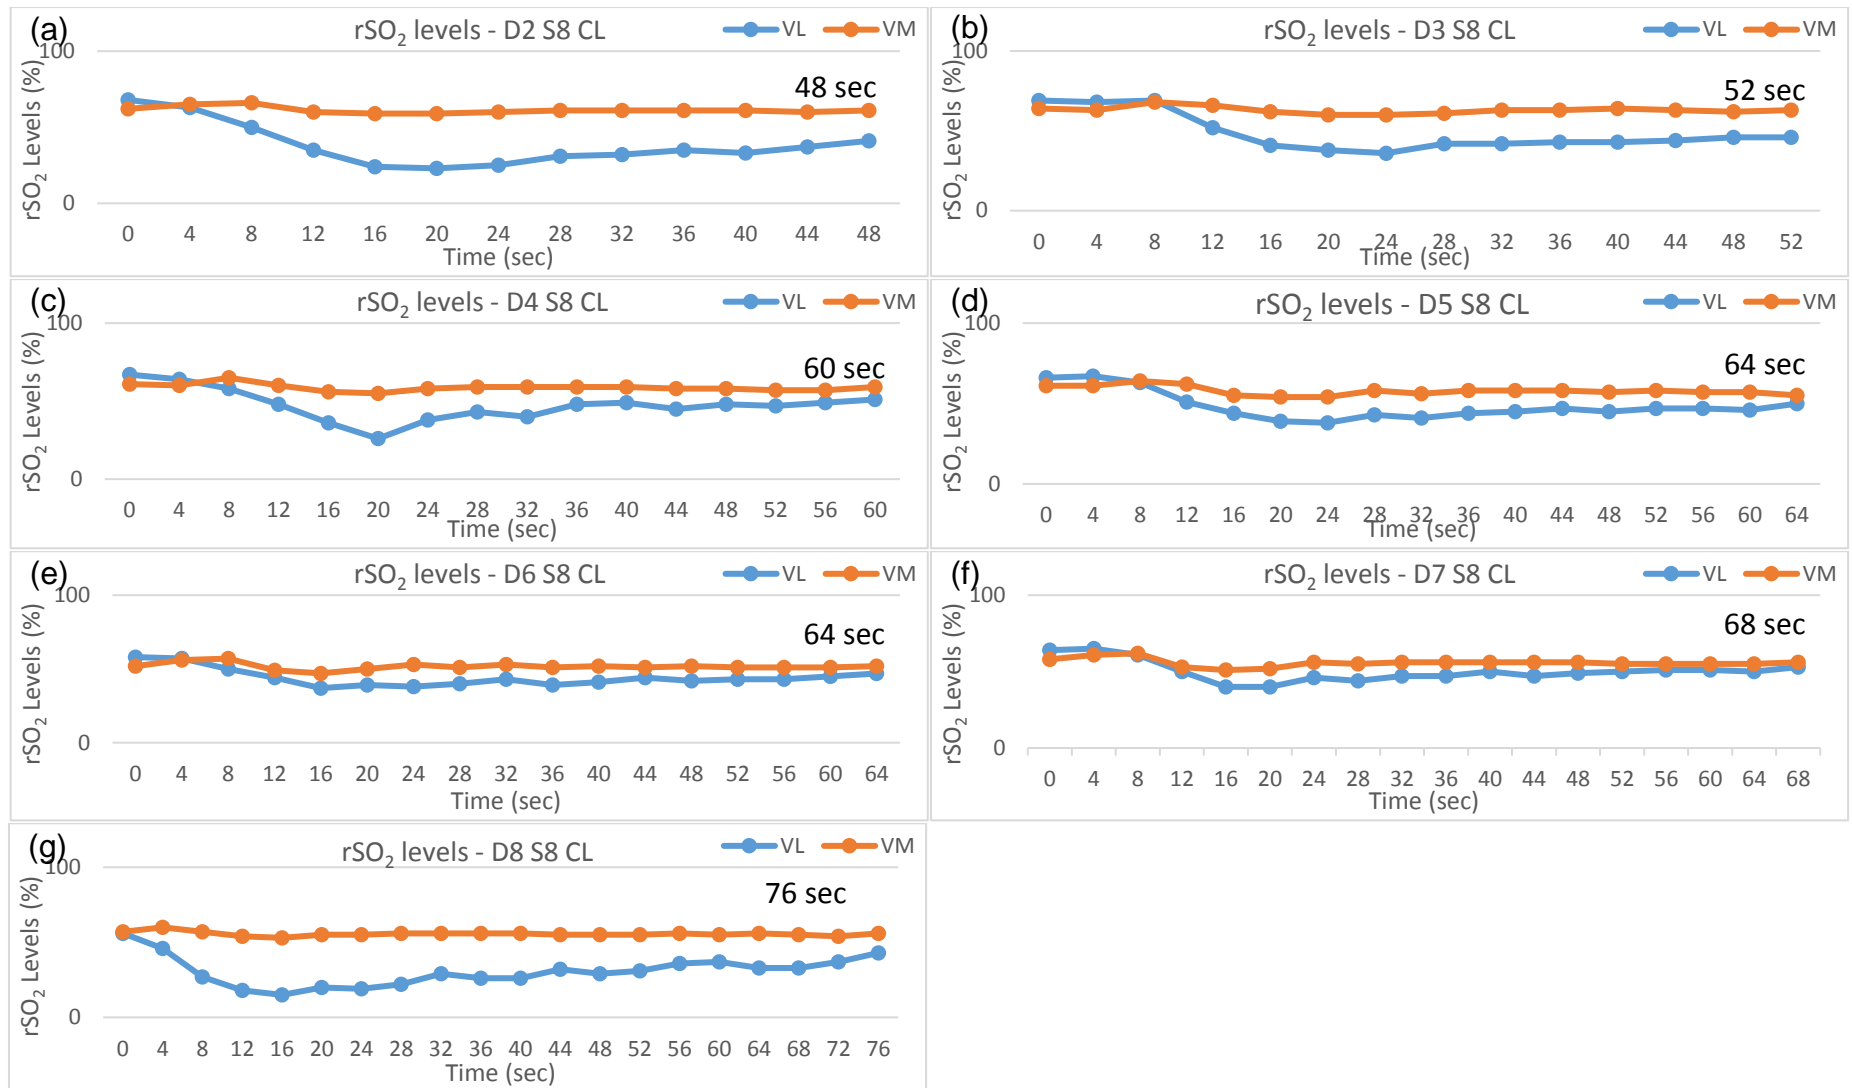 (a)
rSO2 levels - D2 S8 CL
VL VM
100
48 sec
0
rSO2 Levels (%)
0 4 8 12 16 20 24 28 32 36 40 44 48
Time (sec)
(b)
rSO2 levels - D3 S8 CL
VL VM
100
52 sec
0
rSO2 Levels (%)
0 4 8 12 16 20 24 28 32 36 40 44 48 52
Time (sec)
(c)
rSO2 levels - D4 S8 CL
VL VM
100
60 sec
0
rSO2 Levels (%)
0 4 8 12 16 20 24 28 32 36 40 44 48 52 56 60
Time (sec)
(d)
rSO2 levels - D5 S8 CL
VL VM
100
64 sec
0
rSO2 Levels (%)
0 4 8 12 16 20 24 28 32 36 40 44 48 52 56 60 64
Time (sec)
(e)
rSO2 levels - D6 S8 CL
VL VM
100
64 sec
0
rSO2 Levels (%)
0 4 8 12 16 20 24 28 32 36 40 44 48 52 56 60 64
Time (sec)
(f)
rSO2 levels - D7 S8 CL
VL VM
100
68 sec
0
rSO2 Levels (%)
0 4 8 12 16 20 24 28 32 36 40 44 48 52 56 60 64 68
Time (sec)
(g)
rSO2 levels - D8 S8 CL
VL VM
100
76 sec
0
rSO2 Levels (%)
0 4 8 12 16 20 24 28 32 36 40 44 48 52 56 60 64 68 72 76
Time (sec)